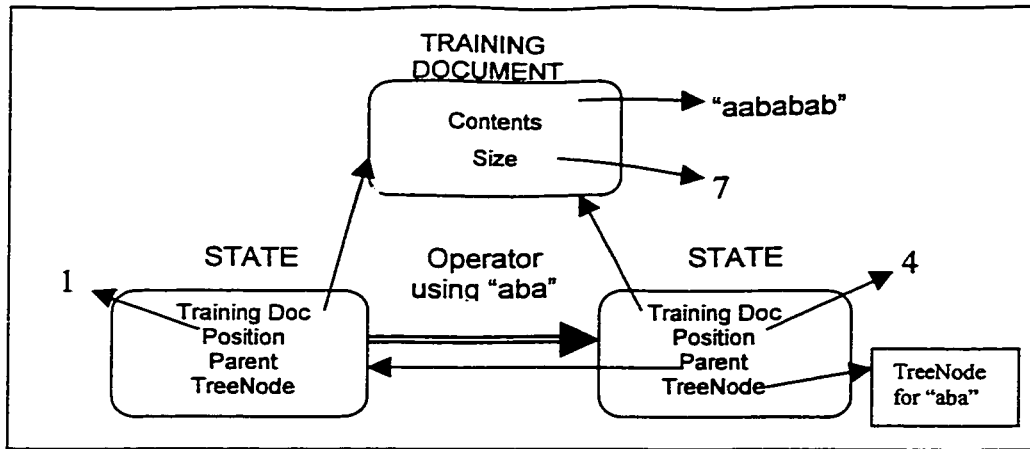 TRAINING
DOCUMENT
Contents
"aababab"
Size
7
STATE
Operator
using "aba"
STATE
1
4
Training Doc
Position
Parent
TreeNode
Training Doc
Position
Parent
TreeNode
TreeNode
for "aba"